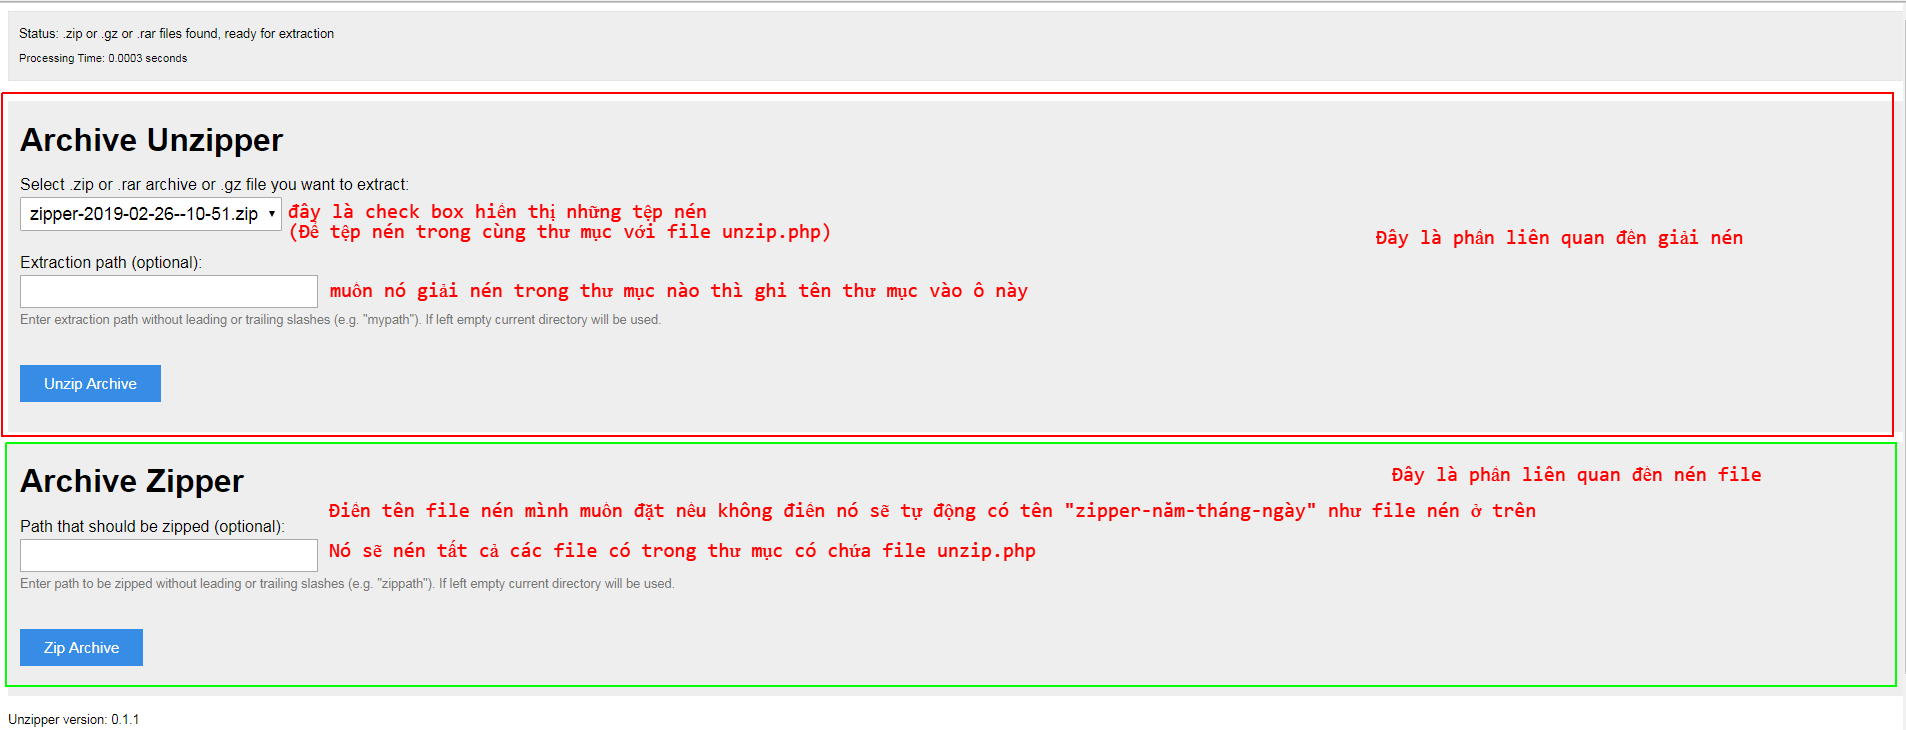 Status: .zip or .gz or .rar files found, ready for extraction
Processing Time: 0.0003 seconds
Archive Unzipper
Select .zip or .rar archive or .gz file you want to extract:
zipper-2019-02-26--10-51.zip
đây là check box hiển thị những tệp nén
(Để tệp nén trong cùng thư mục với file unzip.php)
Đây là phần liên quan đến giải nén
Extraction path (optional):
muốn nó giải nén trong thư mục nào thì ghi tên thư mục vào ô này
Enter extraction path without leading or trailing slashes (e.g. "mypath"). If left empty current directory will be used.
Unzip Archive
Archive Zipper
Đây là phần liên quan đến nén file
Điền tên file nén mình muốn đặt nếu không điền nó sẽ tự động có tên "zipper-năm-tháng-ngày" như file nén ở trên
Path that should be zipped (optional):
Nó sẽ nén tất cả các file có trong thư mục có chứa file unzip.php
Enter path to be zipped without leading or trailing slashes (e.g. "zippath"). If left empty current directory will be used.
Zip Archive
Unzipper version: 0.1.1